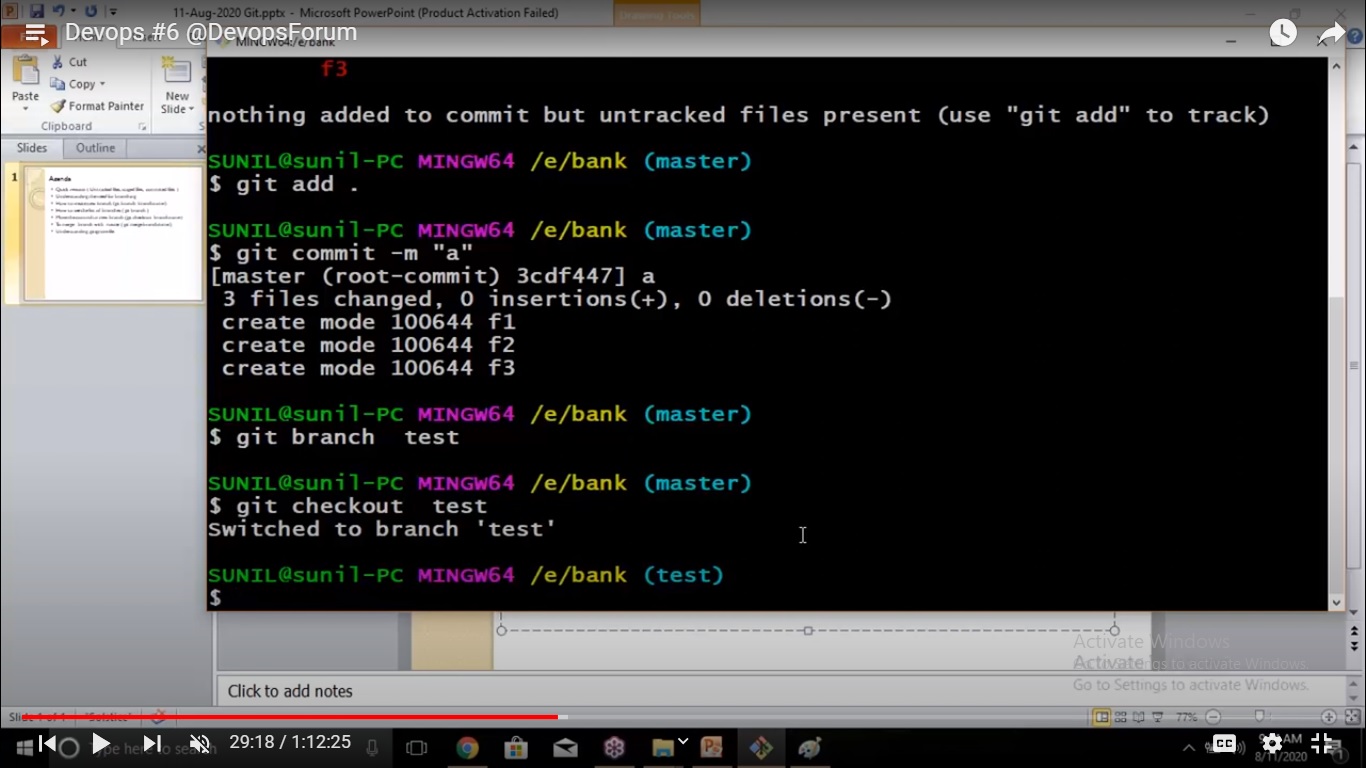 11-Aug-2020 Git.pptx - Microsoft PowerPoint (Product Activation Failed)
Drawing Tools
Devops #6 @DevopsForum
MINGW64:/e/bank
Cut
Copy
Format Painter
Paste
New
Slide
Clipboard
Slides
Outline
1
Agenda
f3
nothing added to commit but untracked files present (use "git add" to track)
SUNIL@sunil-PC MINGW64 /e/bank (master)
$ git add .
SUNIL@sunil-PC MINGW64 /e/bank (master)
$ git commit -m "a"
[master (root-commit) 3cdf447] a
3 files changed, 0 insertions(+), 0 deletions(-)
create mode 100644 f1
create mode 100644 f2
create mode 100644 f3
SUNIL@sunil-PC MINGW64 /e/bank (master)
$ git branch  test
SUNIL@sunil-PC MINGW64 /e/bank (master)
$ git checkout  test
Switched to branch 'test'
SUNIL@sunil-PC MINGW64 /e/bank (test)
$
Activate Windows
Activate
Go to Settings to activate Windows.
Click to add notes
Slide 1 of 1
"Solstice"
77%
Type here to search
29:18 / 1:12:25
CC
AM
8/11/2020